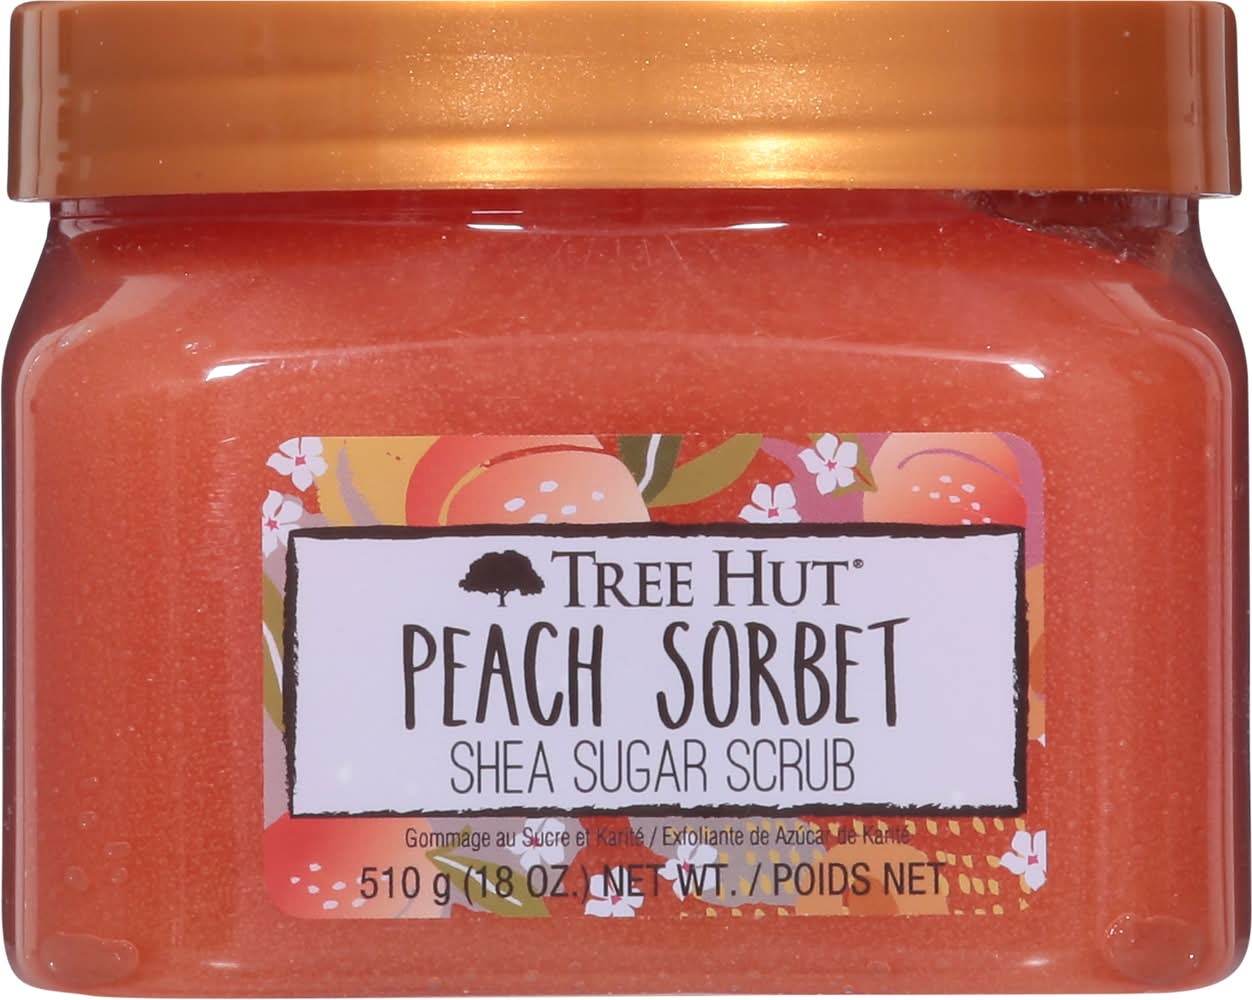 TREE HUT®
PEACH SORBET
SHEA SUGAR SCRUB
Gommage au Sucre et Karité / Exfoliante de Azúcar de Karité
510 g (18 OZ.) NET WT. / POIDS NET